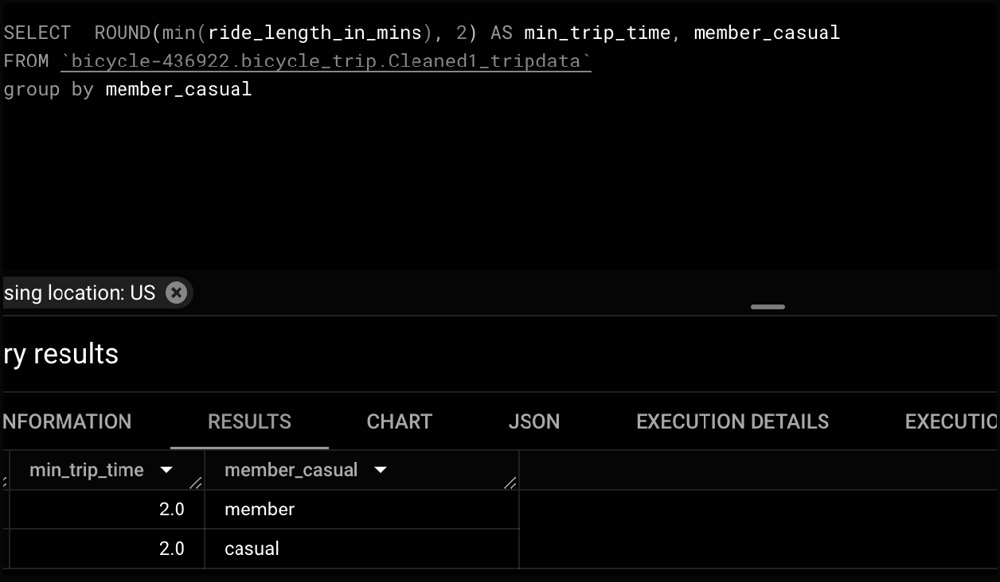 SELECT  ROUND(min(ride_length_in_mins), 2) AS min_trip_time, member_casual
FROM `bicycle-436922.bicycle_trip.Cleaned1_tripdata`
group by member_casual
sing location: US
ry results
NFORMATION RESULTS CHART JSON EXECUTION DETAILS EXECUTIO
min_trip_time member_casual
2.0 member
2.0 casual